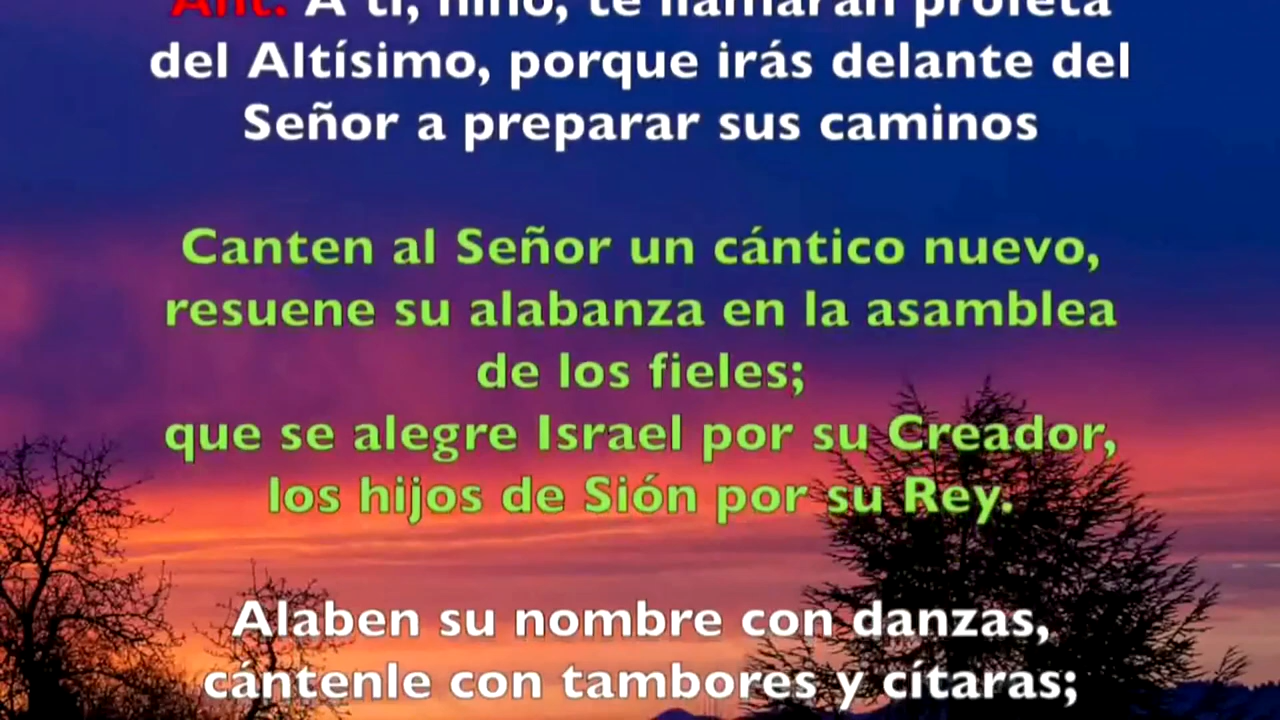 Ant. A ti, niño, te llamarán profeta
del Altísimo, porque irás delante del
Señor a preparar sus caminos
Canten al Señor un cántico nuevo,
resuene su alabanza en la asamblea
de los fieles;
que se alegre Israel por su Creador,
los hijos de Sión por su Rey.
Alaben su nombre con danzas,
cántenle con tambores y cítaras;